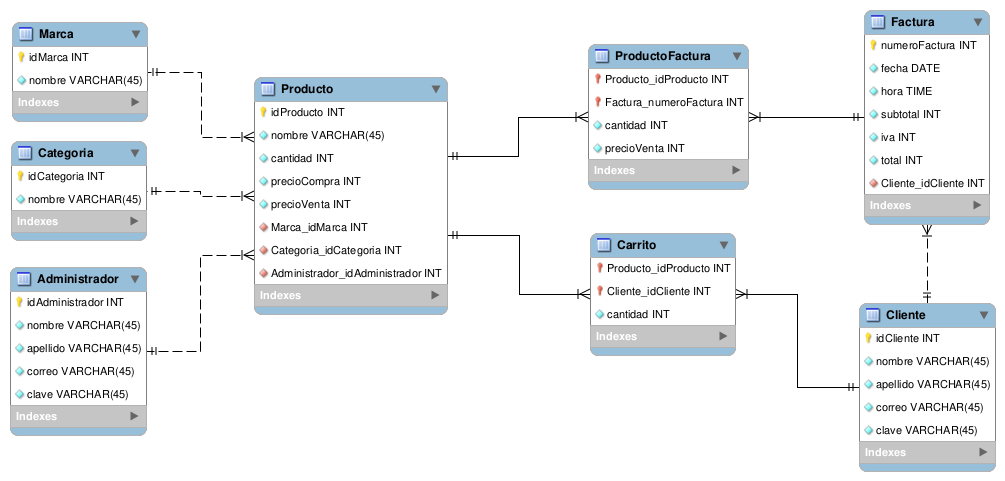 Marca
idMarca INT
nombre VARCHAR(45)
Indexes
Categoria
idCategoria INT
nombre VARCHAR(45)
Indexes
Administrador
idAdministrador INT
nombre VARCHAR(45)
apellido VARCHAR(45)
correo VARCHAR(45)
clave VARCHAR(45)
Indexes
Producto
idProducto INT
nombre VARCHAR(45)
cantidad INT
precioCompra INT
precioVenta INT
Marca_idMarca INT
Categoria_idCategoria INT
Administrador_idAdministrador INT
Indexes
ProductoFactura
Producto_idProducto INT
Factura_numeroFactura INT
cantidad INT
precioVenta INT
Indexes
Carrito
Producto_idProducto INT
Cliente_idCliente INT
cantidad INT
Indexes
Factura
numeroFactura INT
fecha DATE
hora TIME
subtotal INT
iva INT
total INT
Cliente_idCliente INT
Indexes
Cliente
idCliente INT
nombre VARCHAR(45)
apellido VARCHAR(45)
correo VARCHAR(45)
clave VARCHAR(45)
Indexes